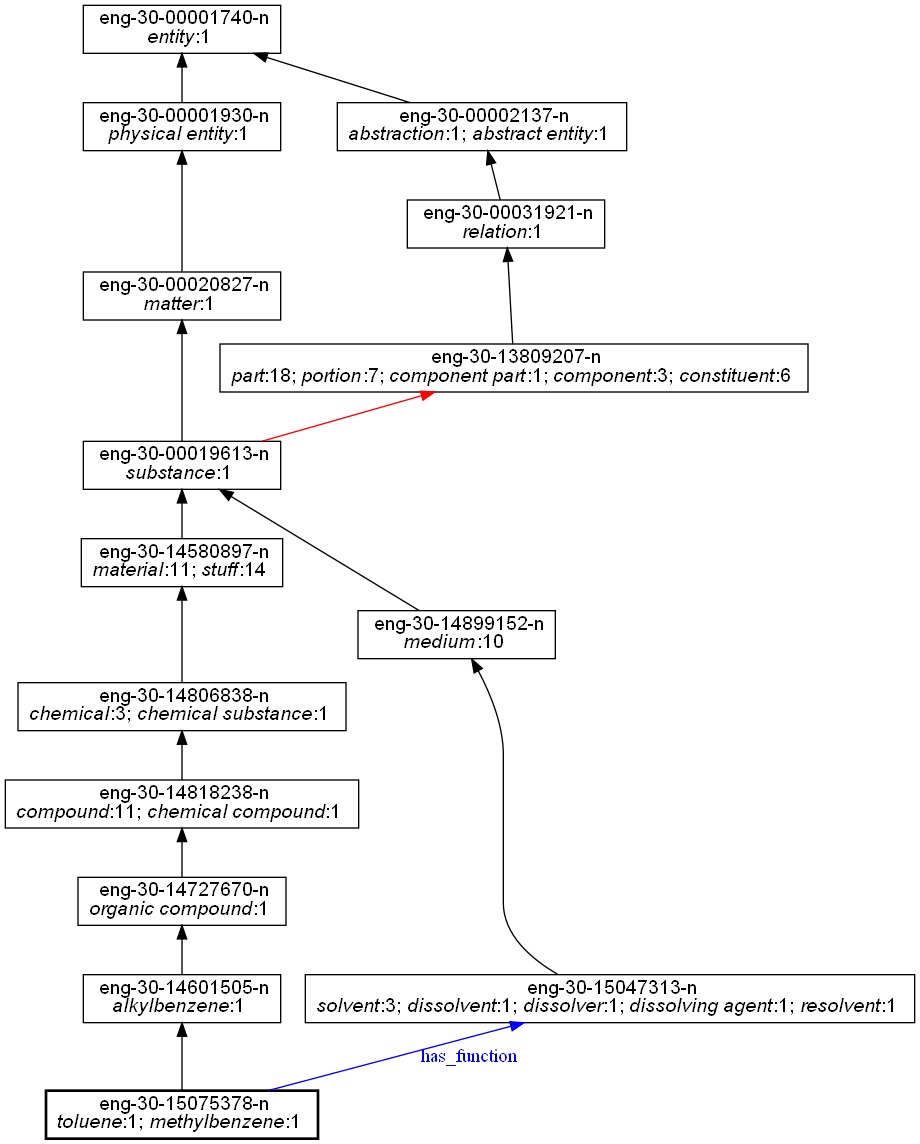 eng-30-00001740-n
entity:1
eng-30-00001930-n
physical entity:1
eng-30-00002137-n
abstraction:1; abstract entity:1
eng-30-00031921-n
relation:1
eng-30-00020827-n
matter:1
eng-30-13809207-n
part:18; portion:7; component part:1; component:3; constituent:6
eng-30-00019613-n
substance:1
eng-30-14580897-n
material:11; stuff:14
eng-30-14899152-n
medium:10
eng-30-14806838-n
chemical:3; chemical substance:1
eng-30-14818238-n
compound:11; chemical compound:1
eng-30-14727670-n
organic compound:1
eng-30-14601505-n
alkylbenzene:1
eng-30-15047313-n
solvent:3; dissolvent:1; dissolver:1; dissolving agent:1; resolvent:1
has_function
eng-30-15075378-n
toluene:1; methylbenzene:1